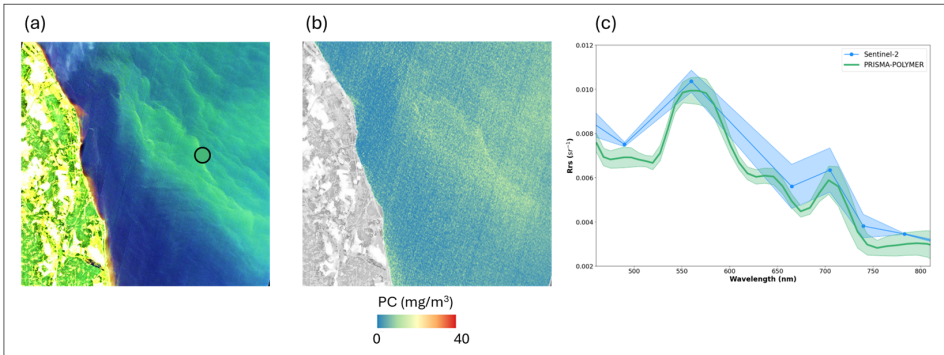 (a)
(b)
(c)
PC (mg/m³)
0
40
0.012
0.010
0.008
0.006
0.004
0.002
Rrs (sr⁻¹)
500
550
600
650
700
750
800
Wavelength (nm)
Sentinel-2
PRISMA-POLYMER